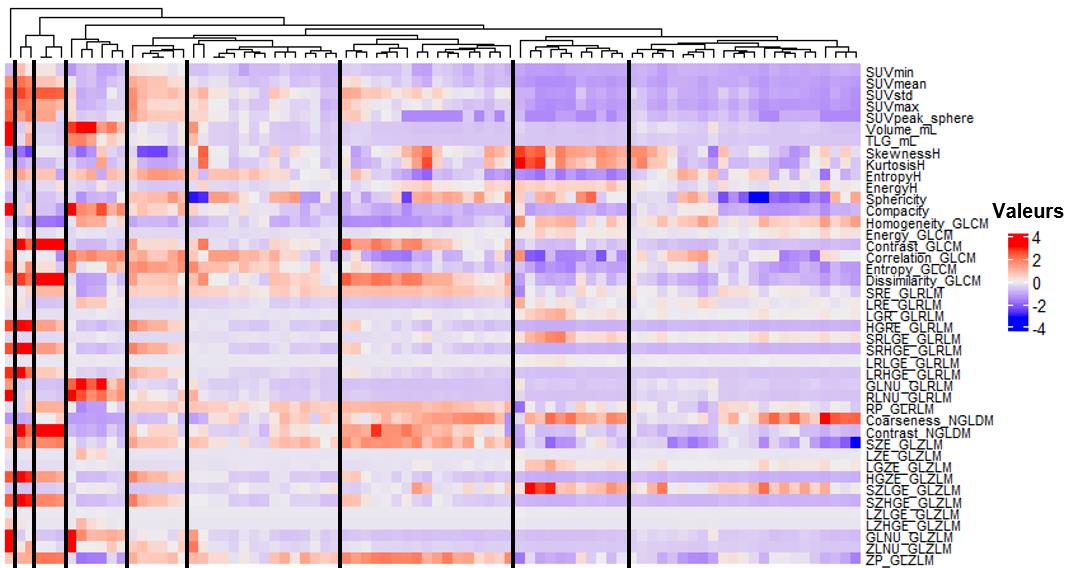 SUVmin
SUVmean
SUVstd
SUVmax
SUVpeak_sphere
Volume_mL
TLG_mL
SkewnessH
KurtosisH
EntropyH
EnergyH
Sphericity
Compacity
Homogeneity_GLCM
Energy_GLCM
Contrast_GLCM
Correlation_GLCM
Entropy_GLCM
Dissimilarity_GLCM
SRE_GLRLM
LRE_GLRLM
LGR_GLRLM
HGRE_GLRLM
SRLGE_GLRLM
SRHGE_GLRLM
LRLGE_GLRLM
LRHGE_GLRLM
GLNU_GLRLM
RLNU_GLRLM
RP_GLRLM
Coarseness_NGLDM
Contrast_NGLDM
SZE_GLZLM
LZE_GLZLM
LGZE_GLZLM
HGZE_GLZLM
SZLGE_GLZLM
SZHGE_GLZLM
LZLGE_GLZLM
LZHGE_GLZLM
GLNU_GLZLM
ZLNU_GLZLM
ZP_GLZLM
Valeurs
4
2
0
-2
-4